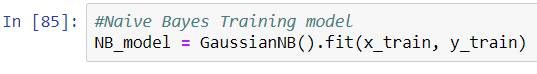 In [85]: #Naive Bayes Training model
NB_model = GaussianNB().fit(x_train, y_train)